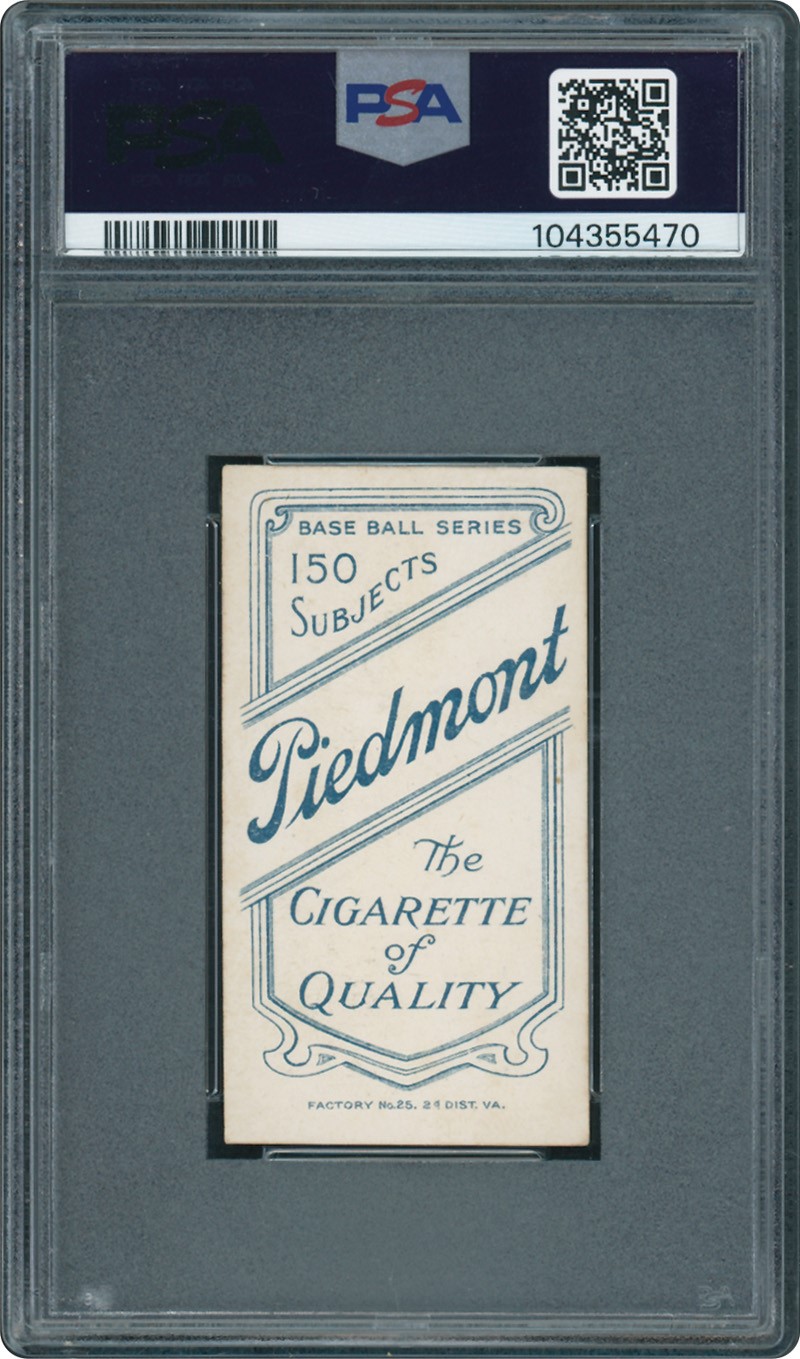 PSA
PSA
104355470
BASE BALL SERIES
150
SUBJECTS
Piedmont
The
CIGARETTE
of
QUALITY
FACTORY No.25. 2d DIST. VA.
PSA